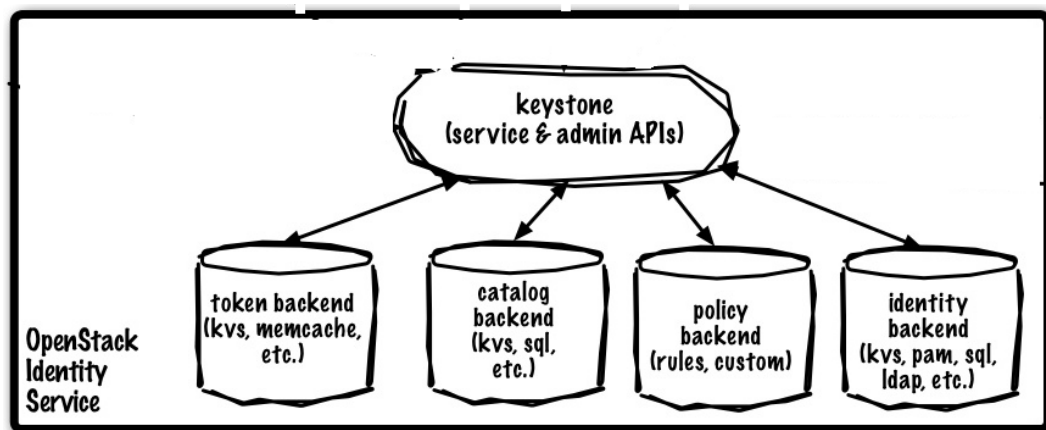 keystone
(service & admin APIs)
token backend
(kvs, memcache,
etc.)
catalog
backend
(kvs, sql,
etc.)
policy
backend
(rules, custom)
identity
backend
(kvs, pam, sql,
ldap, etc.)
OpenStack
Identity
Service